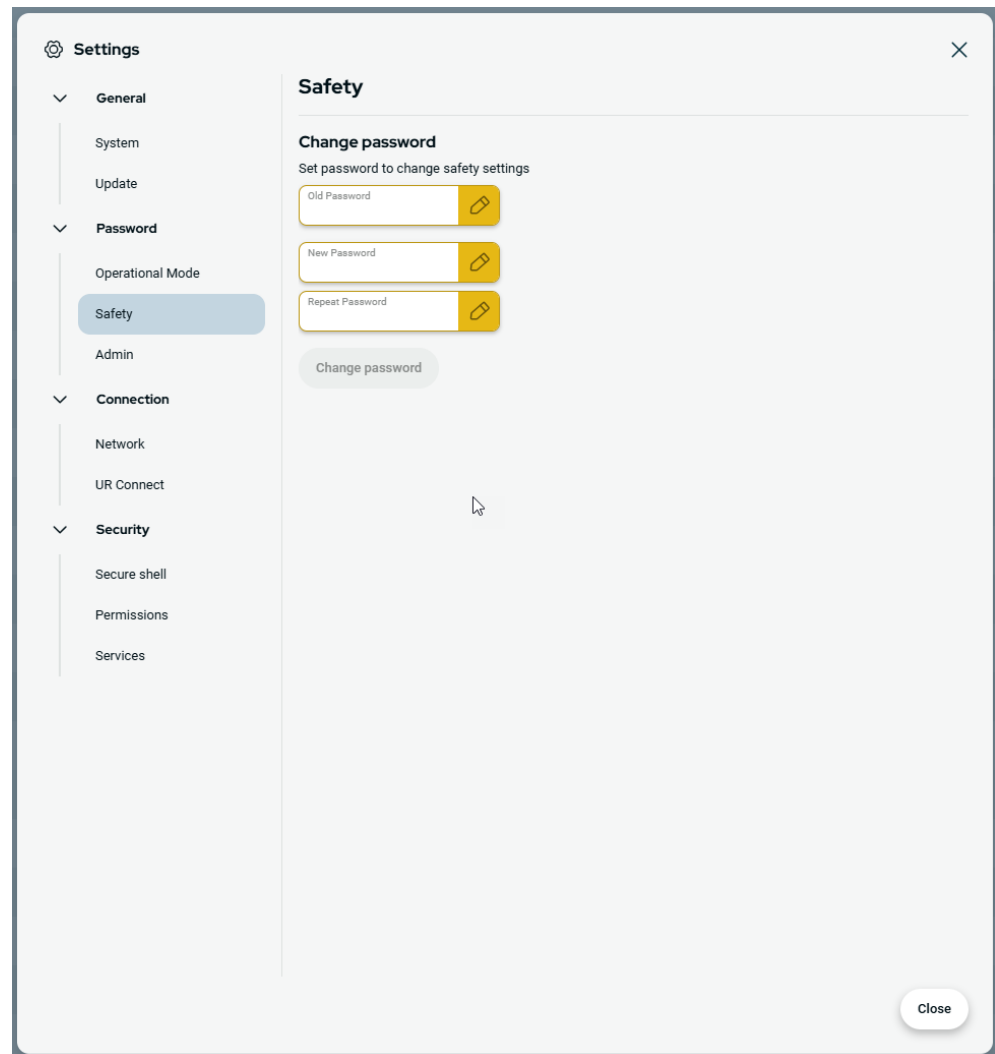 Settings
General
System
Update
Password
Operational Mode
Safety
Admin
Connection
Network
UR Connect
Security
Secure shell
Permissions
Services
Safety
Change password
Set password to change safety settings
Old Password
New Password
Repeat Password
Change password
Close